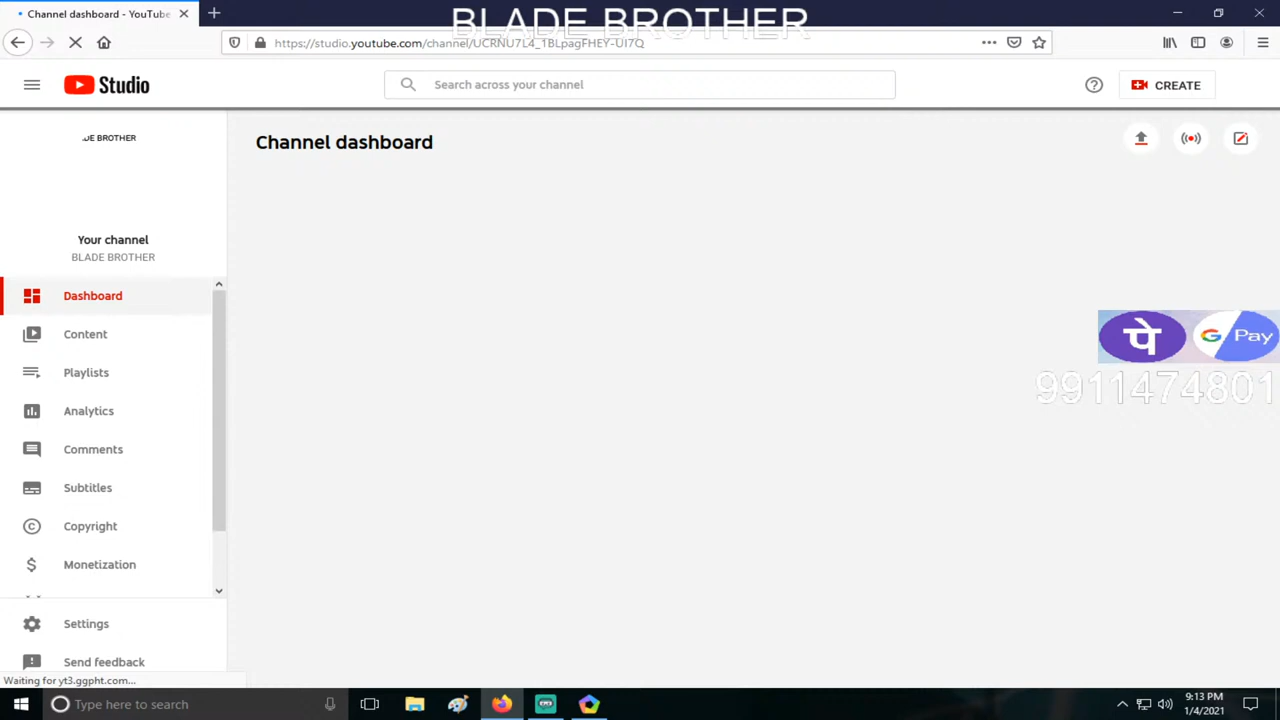 Channel dashboard - YouTube
BLADE BROTHER
https://studio.youtube.com/channel/UCRNU7L4_1BLpagFHEY-UI7Q
Studio
Search across your channel
CREATE
DE BROTHER
Channel dashboard
Your channel
BLADE BROTHER
Dashboard
Content
Playlists
Analytics
Comments
Subtitles
Copyright
Monetization
Settings
Send feedback
पे
G Pay
9911474801
Waiting for yt3.ggpht.com...
Type here to search
9:13 PM
1/4/2021